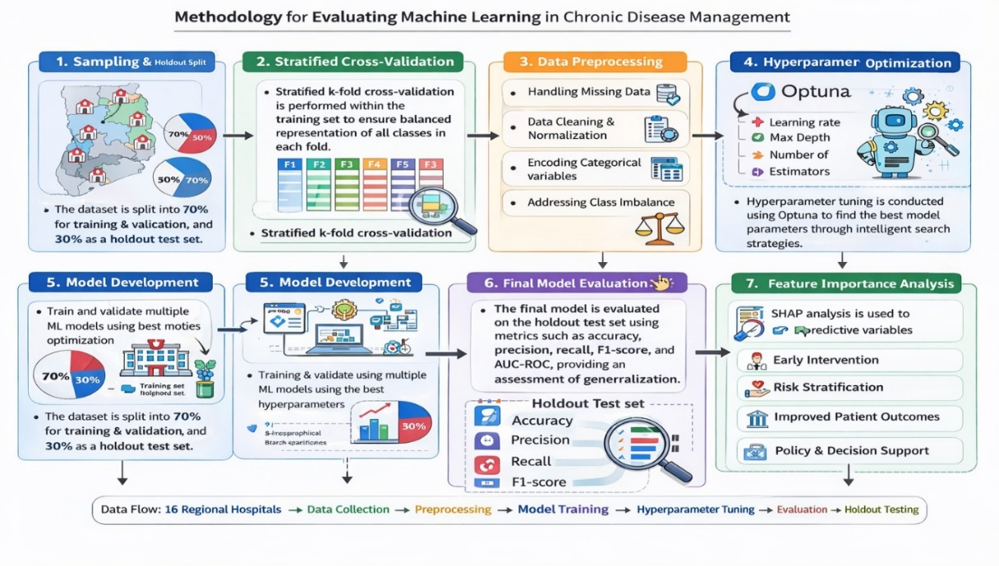 Methodology for Evaluating Machine Learning in Chronic Disease Management
1. Sampling & Holdout Split
70%
50%
50%
70%
The dataset is split into 70%
for training & valication, and
30% as a holdout test set.
2. Stratified Cross-Validation
Stratified k-fold cross-validation
is performed within the
training set to ensure balanced
representation of all classes in
each fold.
F1 F2 F3 F4 F5 F3
Stratified k-fold cross-validation
3. Data Preprocessing
Handling Missing Data
Data Cleaning &
Normalization
Encoding Categorical
variables
Addressing Class Imbalance
4. Hyperparamer Optimization
Optuna
Learning rate
Max Depth
Number of
Estimators
Hyperparameter tuning is conducted
using Optuna to find the best model
parameters through intelligent search
strategies.
5. Model Development
Train and validate multiple
ML models using best moties
optimization
70%
30%
Training set
The dataset is split into 70%
for training & validation, and
30% as a holdout test set.
5. Model Development
Training & validate using multiple
ML models using the best
hyperparameters
30%
6. Final Model Evaluation
The final model is evaluated
on the holdout test set using
metrics such as accuracy,
precision, recall, F1-score, and
AUC-ROC, providing an
assessment of generralization.
Holdout Test set
Accuracy
Precision
Recall
F1-score
7. Feature Importance Analysis
SHAP analysis is used to
predictive variables
Early Intervention
Risk Stratification
Improved Patient Outcomes
Policy & Decision Support
Data Flow: 16 Regional Hospitals → Data Collection → Preprocessing → Model Training → Hyperparameter Tuning → Evaluation → Holdout Testing